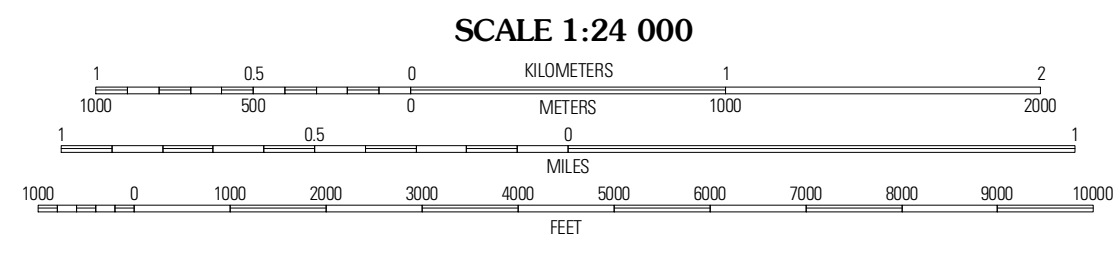 SCALE 1:24 000
1 0.5 0 KILOMETERS 1 2
1000 500 0 METERS 1000 2000
1 0.5 0 1
MILES
1000 0 1000 2000 3000 4000 5000 6000 7000 8000 9000 10000
FEET